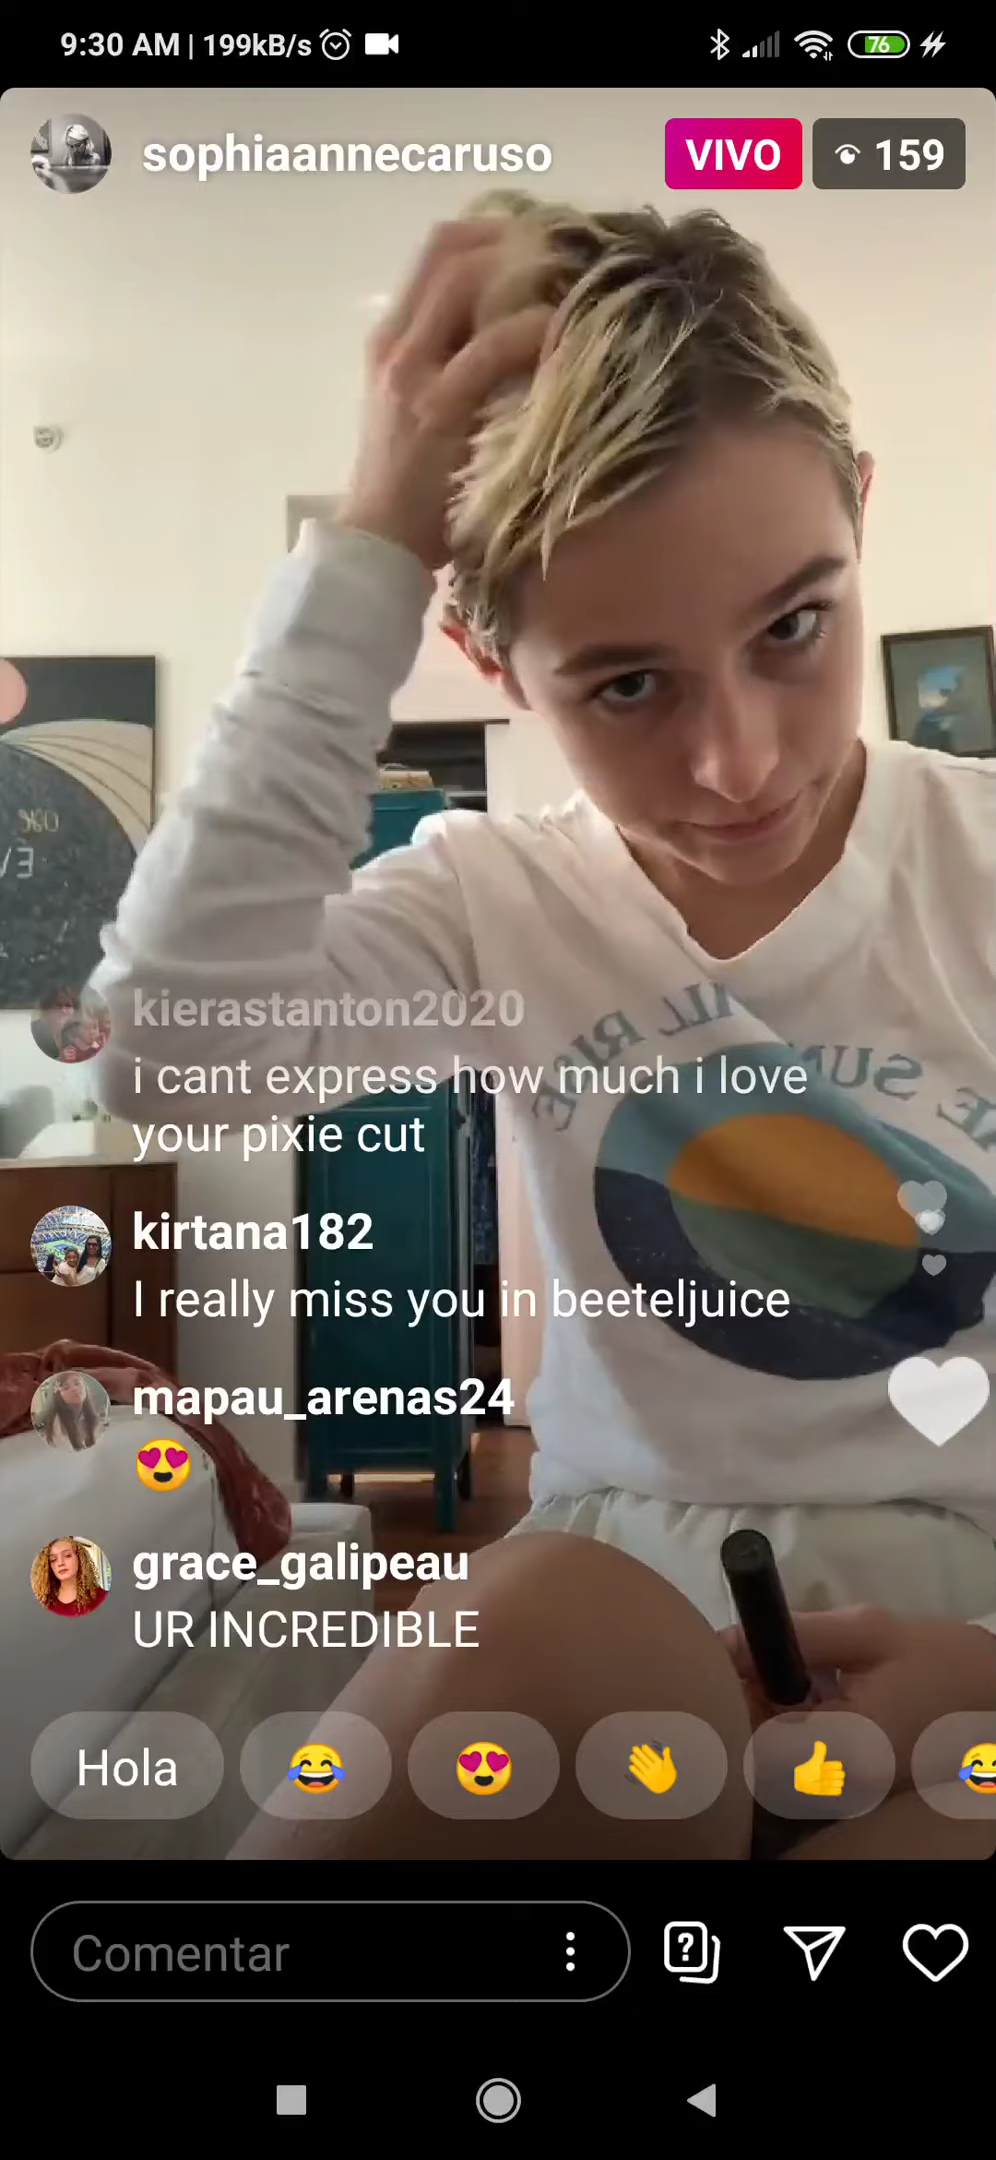 9:30 AM | 199kB/s
76
sophiaannecaruso
VIVO
159
kierastanton2020
i cant express how much i love
your pixie cut
kirtana182
I really miss you in beeteljuice
mapau_arenas24
😍
grace_galipeau
UR INCREDIBLE
Hola 😂 😍 👋 👍 😂
Comentar